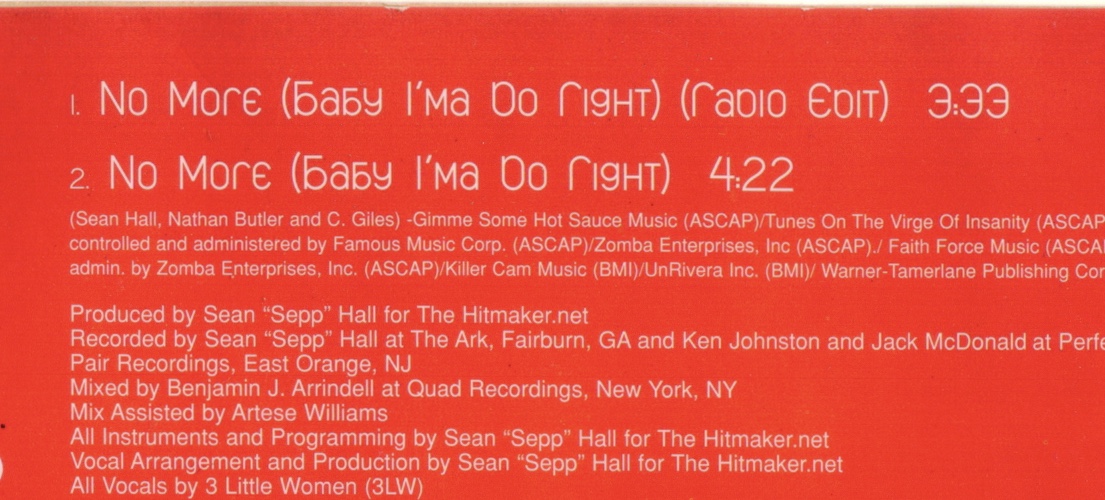 1. No More (Baby I'ma Do Right) (Radio Edit) 3:33
2. No More (Baby I'ma Do Right) 4:22
(Sean Hall, Nathan Butler and C. Giles) -Gimme Some Hot Sauce Music (ASCAP)/Tunes On The Virge Of Insanity (ASCAP
controlled and administered by Famous Music Corp. (ASCAP)/Zomba Enterprises, Inc (ASCAP)./ Faith Force Music (ASCA
admin. by Zomba Enterprises, Inc. (ASCAP)/Killer Cam Music (BMI)/UnRivera Inc. (BMI)/ Warner-Tamerlane Publishing Cor
Produced by Sean “Sepp” Hall for The Hitmaker.net
Recorded by Sean “Sepp” Hall at The Ark, Fairburn, GA and Ken Johnston and Jack McDonald at Perfe
Pair Recordings, East Orange, NJ
Mixed by Benjamin J. Arrindell at Quad Recordings, New York, NY
Mix Assisted by Artese Williams
All Instruments and Programming by Sean “Sepp” Hall for The Hitmaker.net
Vocal Arrangement and Production by Sean “Sepp” Hall for The Hitmaker.net
All Vocals by 3 Little Women (3LW)